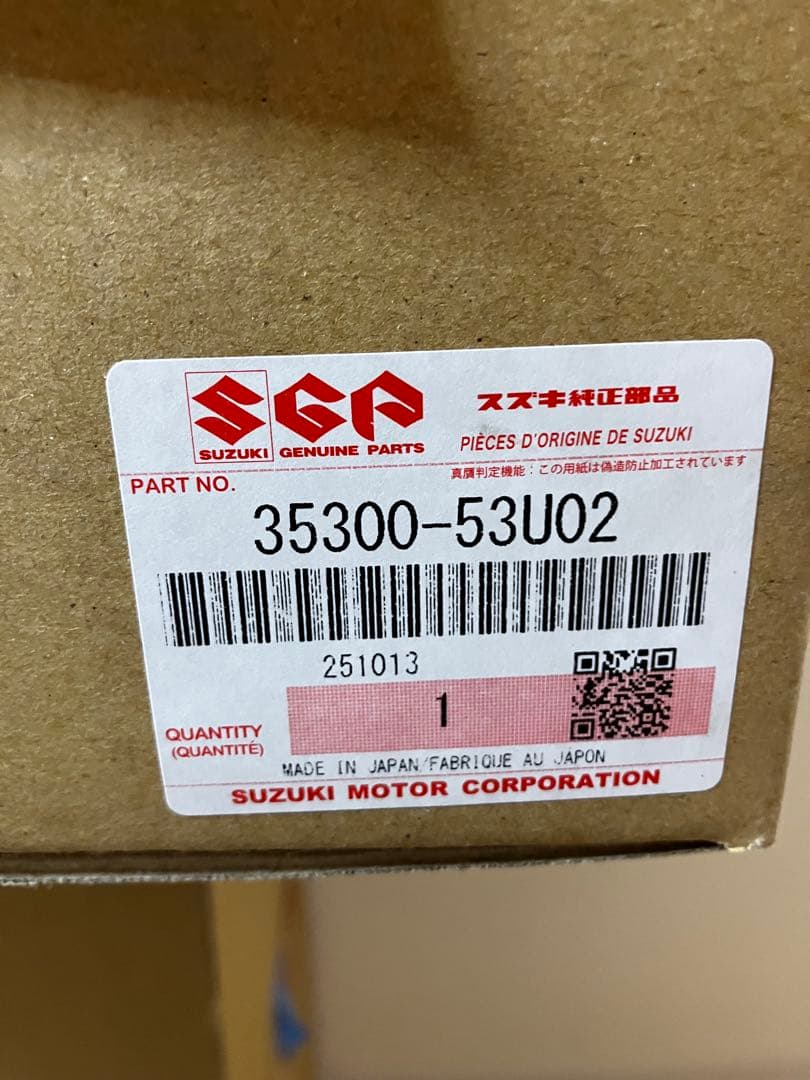 SGP スズキ純正部品
SUZUKI GENUINE PARTS
PIÈCES D'ORIGINE DE SUZUKI
真贋判定機能：この用紙は偽造防止加工されています
PART NO.
35300-53U02
251013
1
QUANTITY
(QUANTITÉ)
MADE IN JAPAN/FABRIQUE AU JAPON
SUZUKI MOTOR CORPORATION